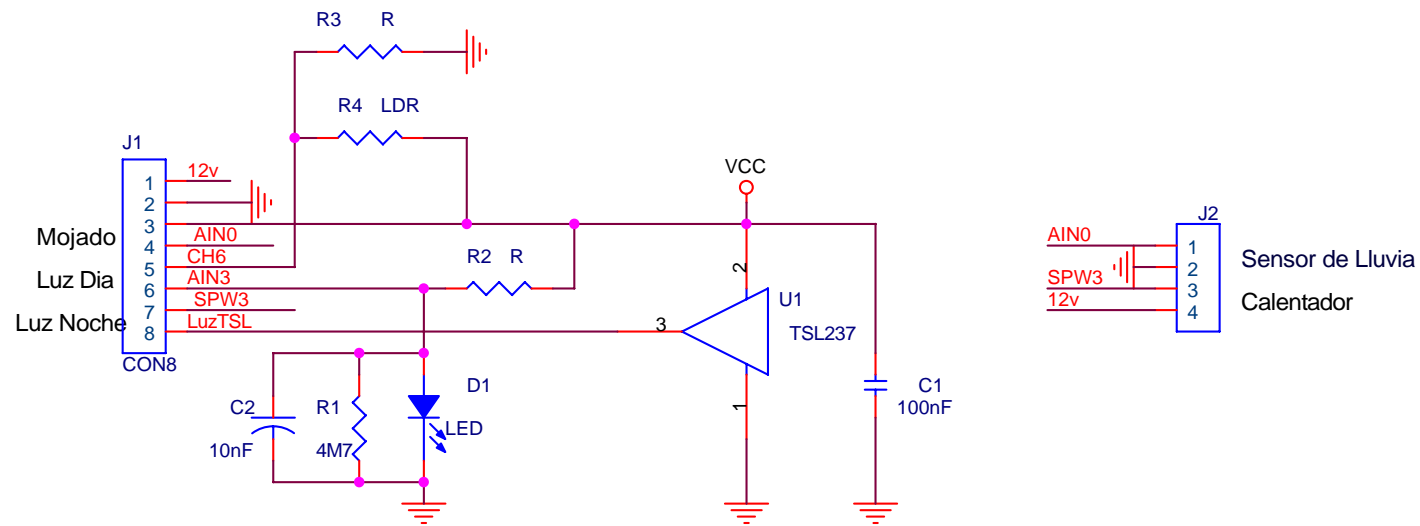 R3 R
R4 LDR
J1
12v
1
2
3
Mojado
4 AIN0
5 CH6
Luz Dia
6 AIN3
7 SPW3
Luz Noche
8 LuzTSL
CON8
R2 R
VCC
2
U1
3
TSL237
1
D1
LED
C2
10nF
R1
4M7
C1
100nF
J2
AIN0 1
2
Sensor de Lluvia
SPW3 3
12v 4
Calentador